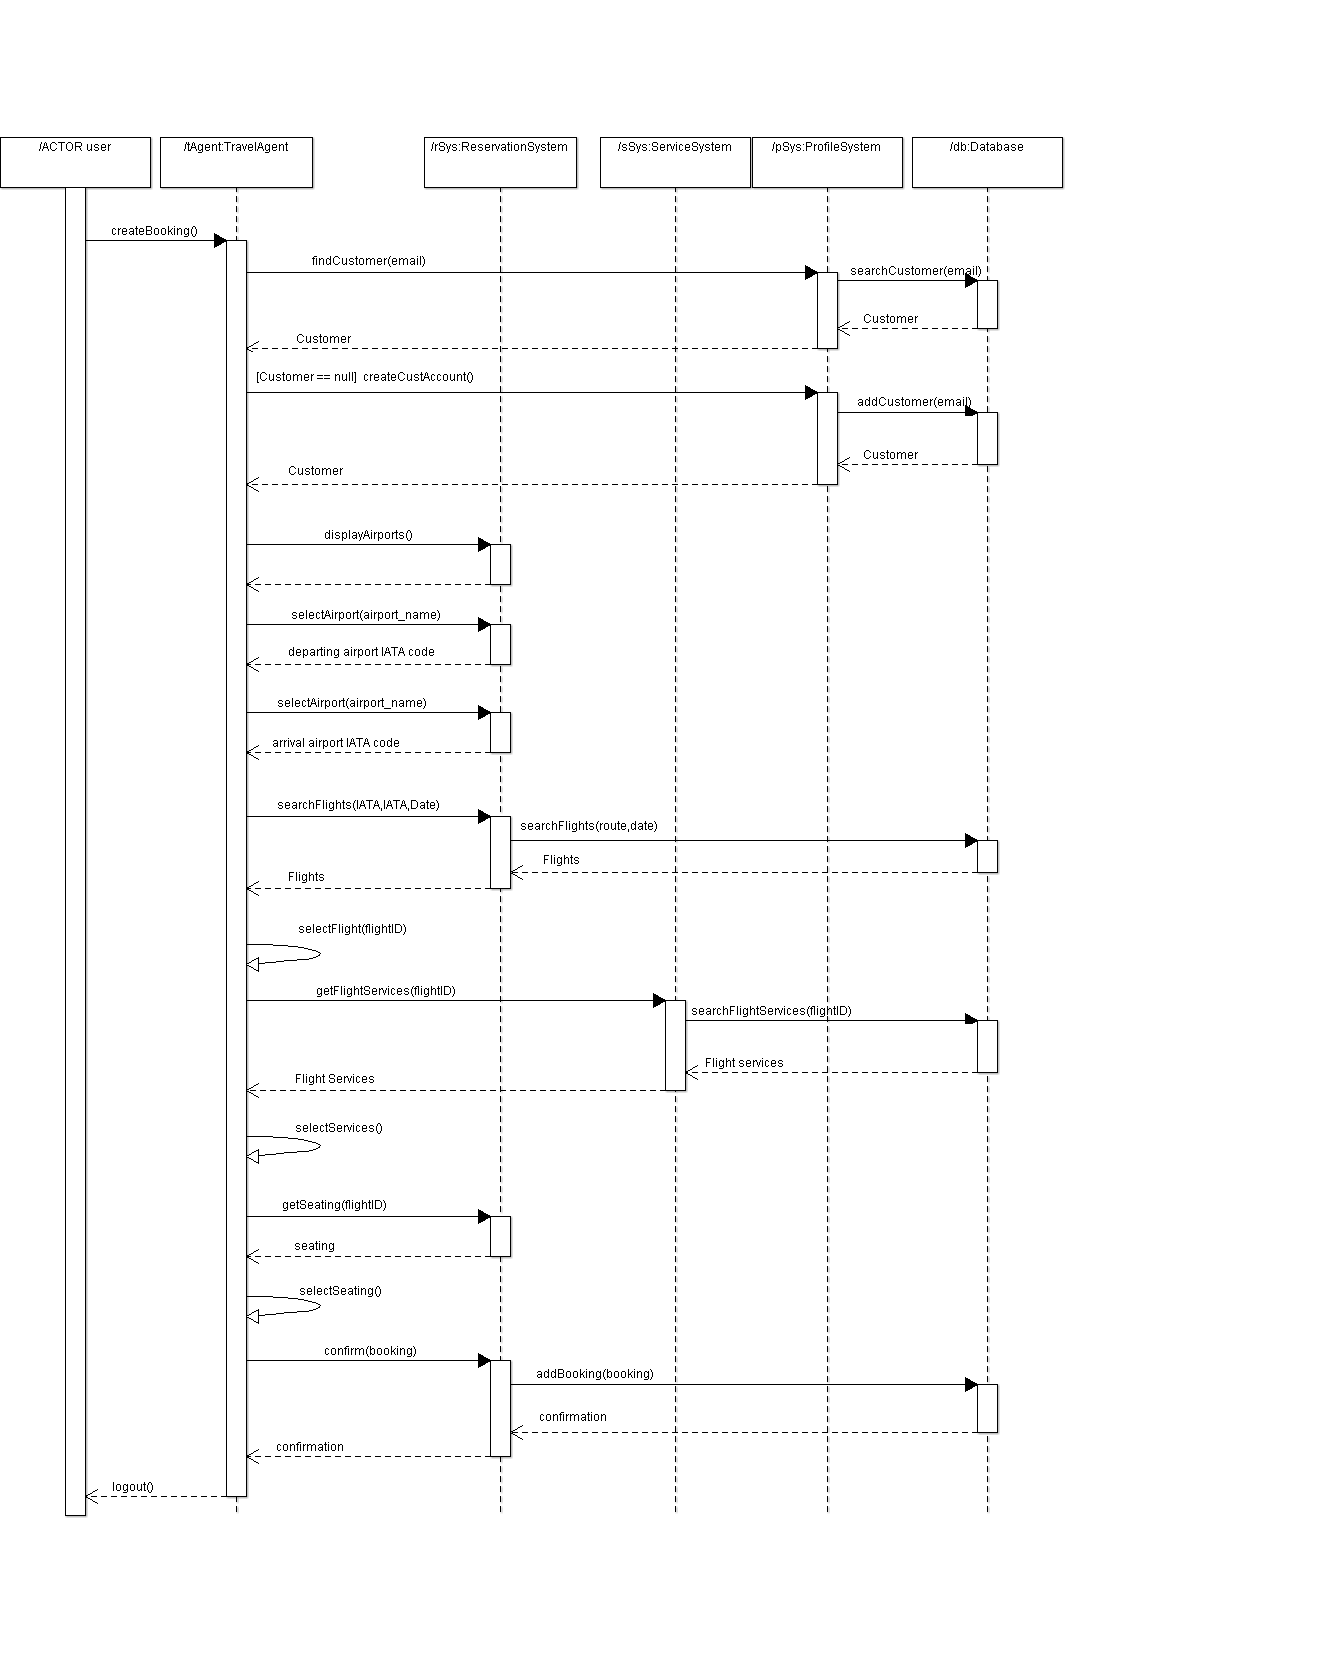 /ACTOR user
/tAgent:TravelAgent
/rSys:ReservationSystem
/sSys:ServiceSystem
/pSys:ProfileSystem
/db:Database
createBooking()
findCustomer(email)
searchCustomer(email)
Customer
Customer
[Customer == null]  createCustAccount()
addCustomer(email)
Customer
Customer
displayAirports()
selectAirport(airport_name)
departing airport IATA code
selectAirport(airport_name)
arrival airport IATA code
searchFlights(IATA,IATA,Date)
searchFlights(route,date)
Flights
Flights
selectFlight(flightID)
getFlightServices(flightID)
searchFlightServices(flightID)
Flight services
Flight Services
selectServices()
getSeating(flightID)
seating
selectSeating()
confirm(booking)
addBooking(booking)
confirmation
confirmation
logout()